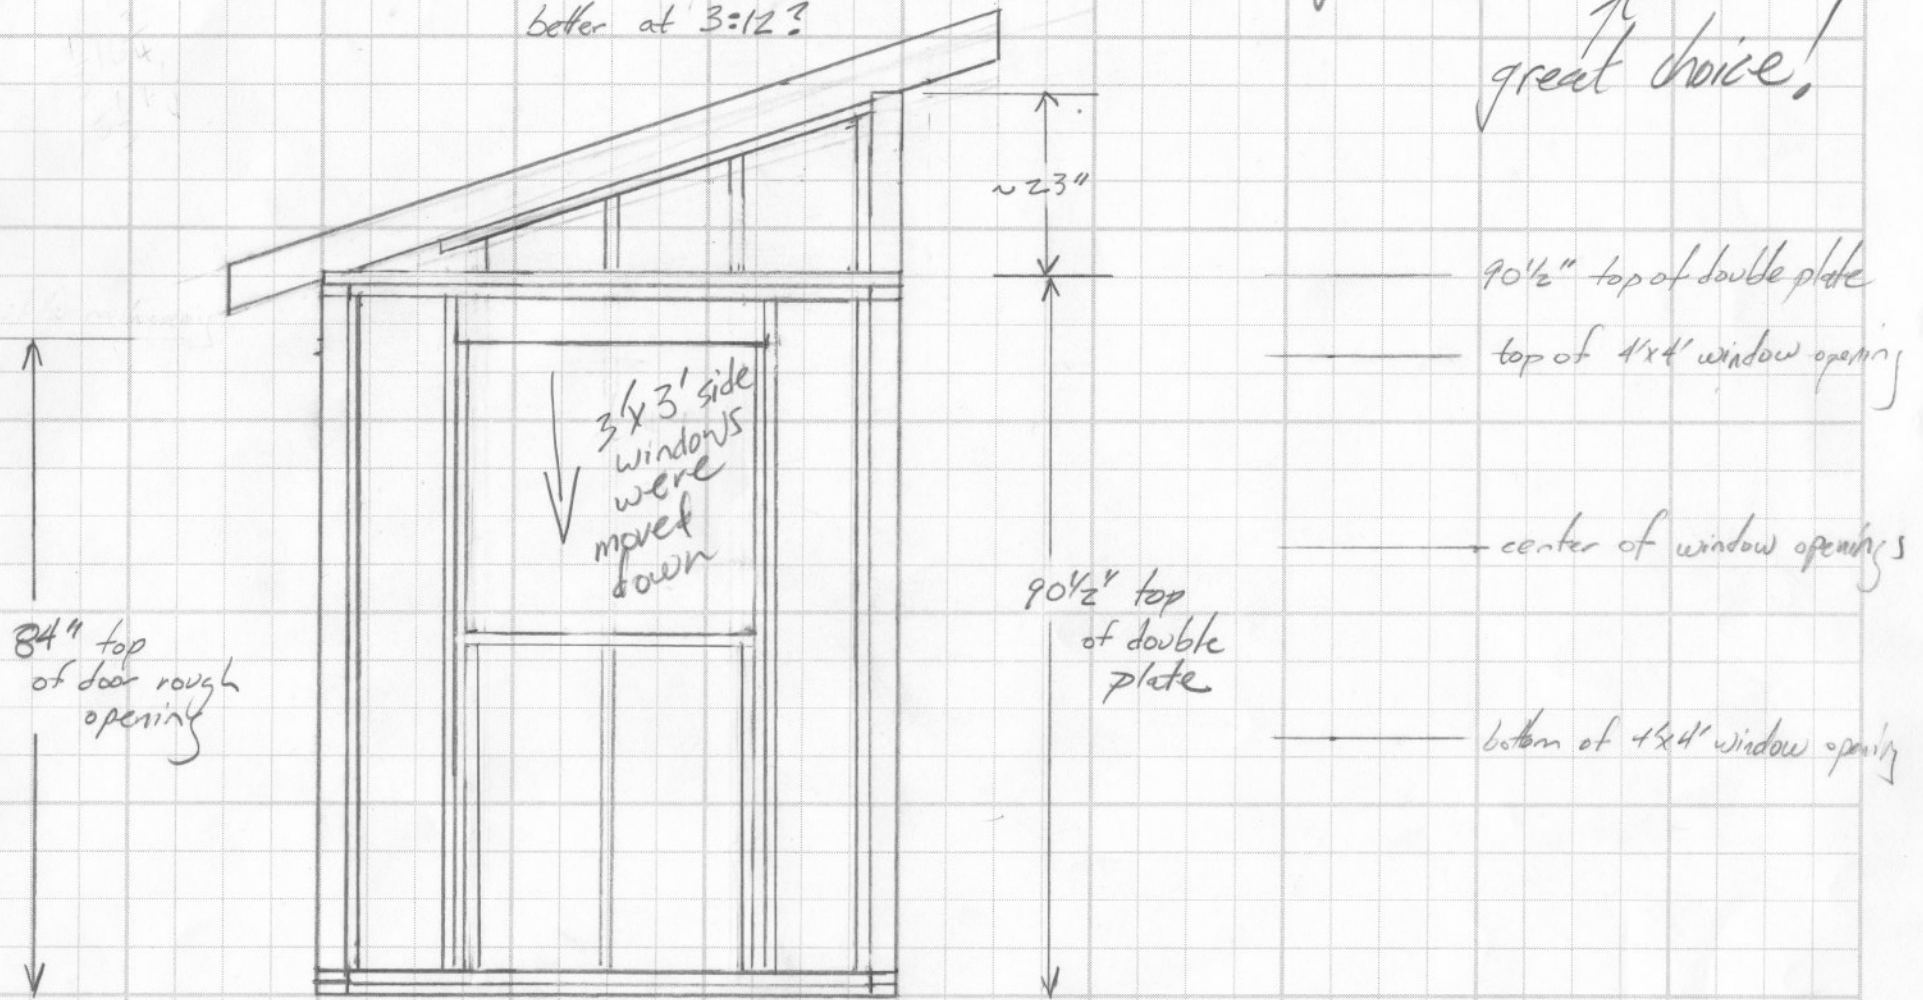 better at 3:12?
great choice!
~23"
90½" top of double plate
top of 4'x4' window opening
3'x3' side
windows
were
moved
down
center of window openings
90½" top
of double
plate
84" top
of door rough
opening
bottom of 4'x4' window opening